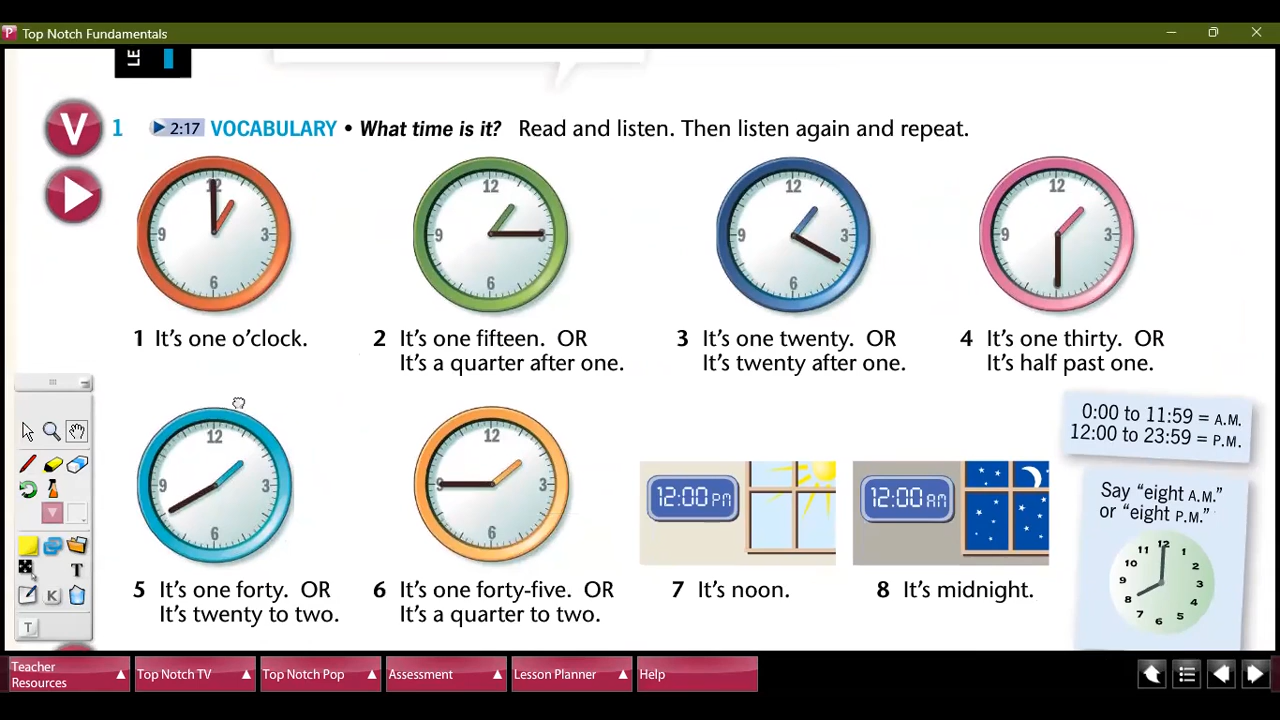 Top Notch Fundamentals
LE
V
1 2:17 VOCABULARY • What time is it? Read and listen. Then listen again and repeat.
12 3 6 9
12 3 6 9
12 3 6 9
12 3 6 9
1 It's one o'clock.
2 It's one fifteen. OR
It's a quarter after one.
3 It's one twenty. OR
It's twenty after one.
4 It's one thirty. OR
It's half past one.
12 3 6 9
12 3 6 9
12:00 PM
12:00 AM
0:00 to 11:59 = A.M.
12:00 to 23:59 = P.M.
Say “eight A.M.”
or “eight P.M.”
12 1 2 3 4 5 6 7 8 9 10 11
5 It's one forty. OR
It's twenty to two.
6 It's one forty-five. OR
It's a quarter to two.
7 It's noon.
8 It's midnight.
T
K
T
Teacher
Resources
Top Notch TV
Top Notch Pop
Assessment
Lesson Planner
Help